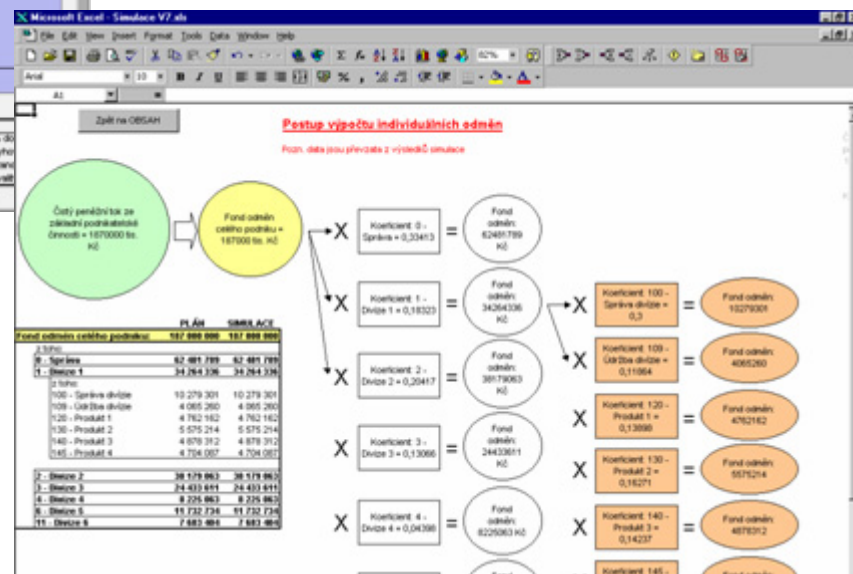 Microsoft Excel - Simulace V7.xls
File Edit View Insert Format Tools Data Window Help
82%
Arial 10 B I U
A1
Zpět na OBSAH
Postup výpočtu individuálních odměn
Pozn. data jsou převzata z výsledků simulace
Čistý peněžní tok ze
základní podnikatelské
činnosti = 1870000 tis.
Kč
Fond odměn
celého podniku =
187000 tis. Kč
X
Koeficient 0 -
Správa = 0,33413
=
Fond
odměn:
62481789
Kč
X
Koeficient 1 -
Divize 1 = 0,18323
=
Fond
odměn:
34264336
Kč
X
Koeficient 2 -
Divize 2 = 0,20417
=
Fond
odměn:
38179063
Kč
X
Koeficient 3 -
Divize 3 = 0,13066
=
Fond
odměn:
24433611
Kč
X
Koeficient 4 -
Divize 4 = 0,04398
=
Fond
odměn:
8225063 Kč
Fond
X
Koeficient 100 -
Správa divize =
0,3
=
Fond odměn:
10279301
X
Koeficient 109 -
Údržba divize =
0,11864
=
Fond odměn:
4065260
X
Koeficient 120 -
Produkt 1 =
0,13898
=
Fond odměn:
4762162
X
Koeficient 130 -
Produkt 2 =
0,16271
=
Fond odměn:
5575214
X
Koeficient 140 -
Produkt 3 =
0,14237
=
Fond odměn:
4878312
Koeficient 145 -
Fond odměn:
PLÁN SIMULACE
Fond odměn celého podniku: 187 000 000 187 000 000
z toho:
0 - Správa 62 481 789 62 481 789
1 - Divize 1 34 264 336 34 264 336
z toho:
100 - Správa divize 10 279 301 10 279 301
109 - Údržba divize 4 065 260 4 065 260
120 - Produkt 1 4 762 162 4 762 162
130 - Produkt 2 5 575 214 5 575 214
140 - Produkt 3 4 878 312 4 878 312
145 - Produkt 4 4 704 087 4 704 087
2 - Divize 2 38 179 063 38 179 063
3 - Divize 3 24 433 611 24 433 611
4 - Divize 4 8 225 063 8 225 063
6 - Divize 5 11 732 734 11 732 734
11 - Divize 6 7 683 404 7 683 404